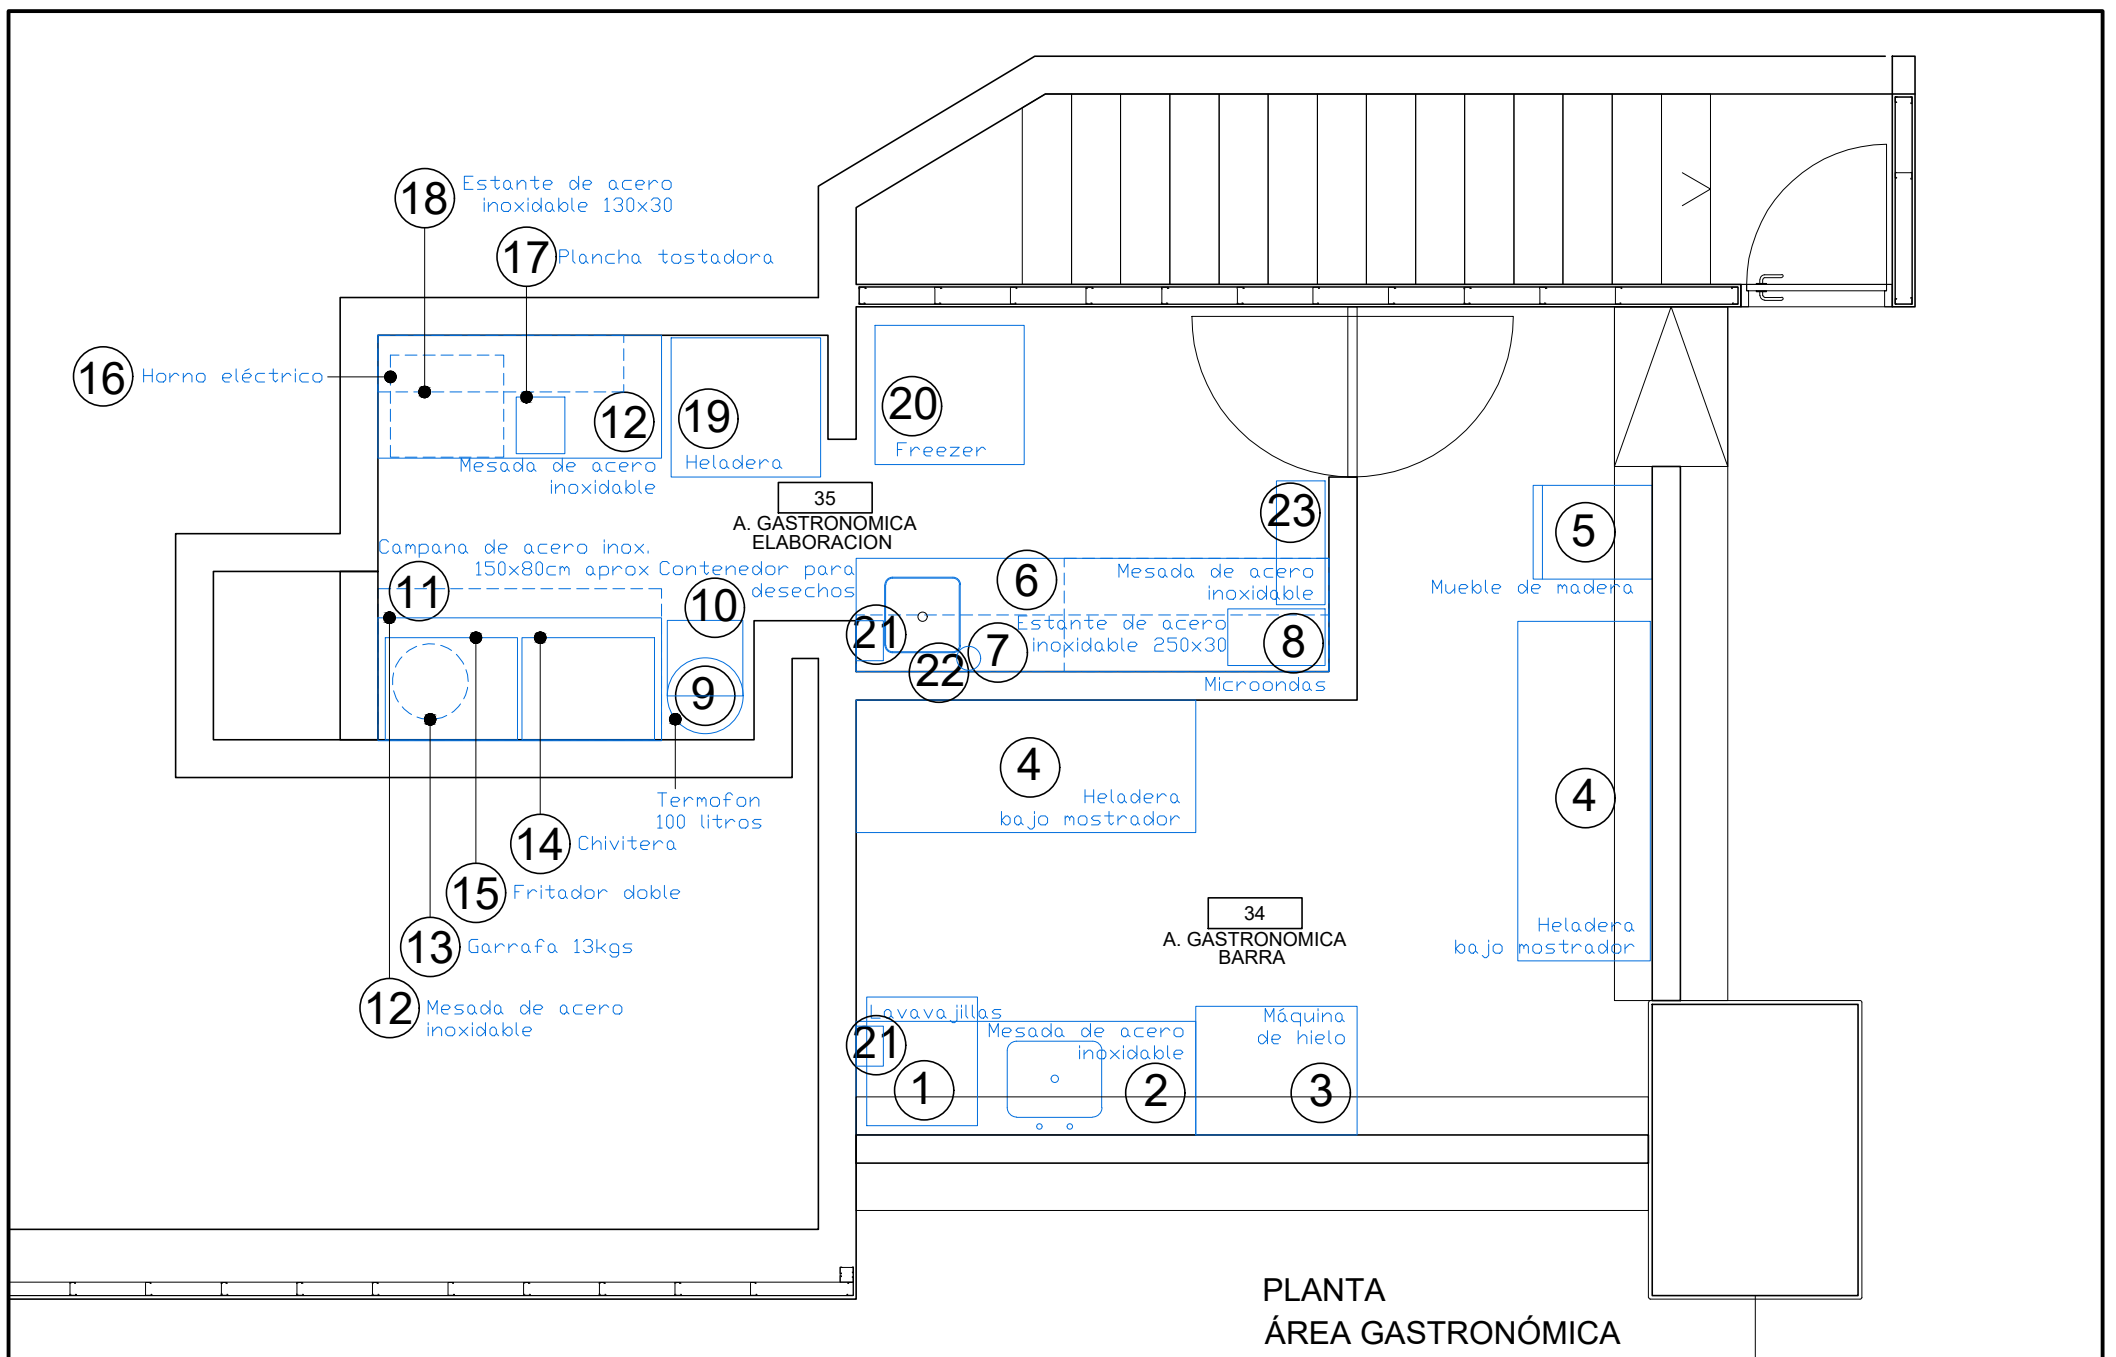 18
Estante de acero
inoxidable 130x30
17
Plancha tostadora
16
Horno eléctrico
12
Mesada de acero
inoxidable
19
Heladera
20
Freezer
35
A. GASTRONOMICA
ELABORACION
23
5
Mueble de madera
Campana de acero inox.
150x80cm aprox
11
Contenedor para
desechos
10
6
Mesada de acero
inoxidable
21
22
7
Estante de acero
inoxidable 250x30
8
Microondas
9
Termofon
100 litros
4
Heladera
bajo mostrador
4
Heladera
bajo mostrador
14
Chivitera
15
Fritador doble
13
Garrafa 13kgs
12
Mesada de acero
inoxidable
34
A. GASTRONOMICA
BARRA
Lavavajillas
21
1
Mesada de acero
inoxidable
2
Máquina
de hielo
3
PLANTA
ÁREA GASTRONÓMICA